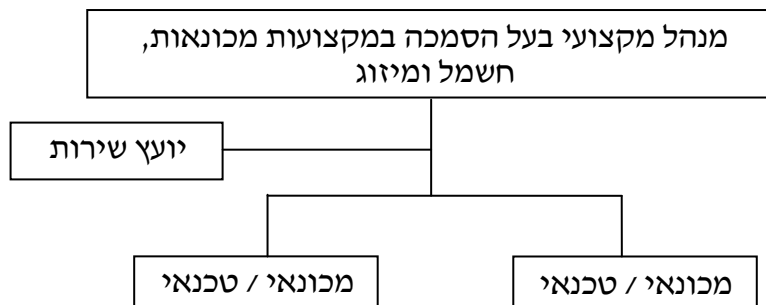 מנהל מקצועי בעל הסמכה במקצועות מכונאות,
חשמל ומיזוג
יועץ שירות
מכונאי / טכנאי
מכונאי / טכנאי